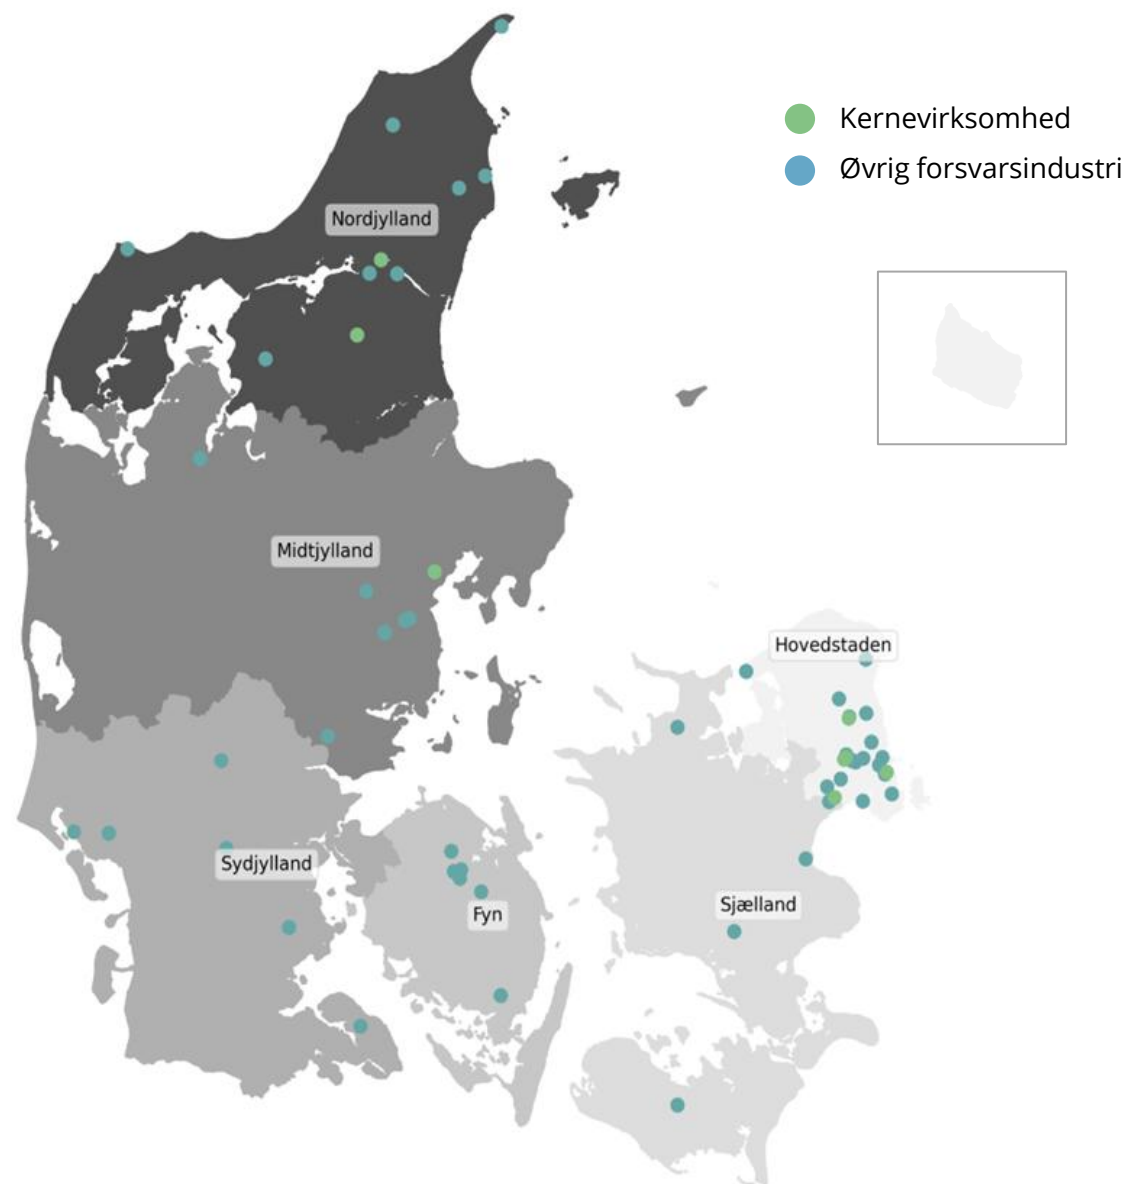 Kernevirksomhed
Øvrig forsvarsindustri
Nordjylland
Midtjylland
Hovedstaden
Sydjylland
Fyn
Sjælland